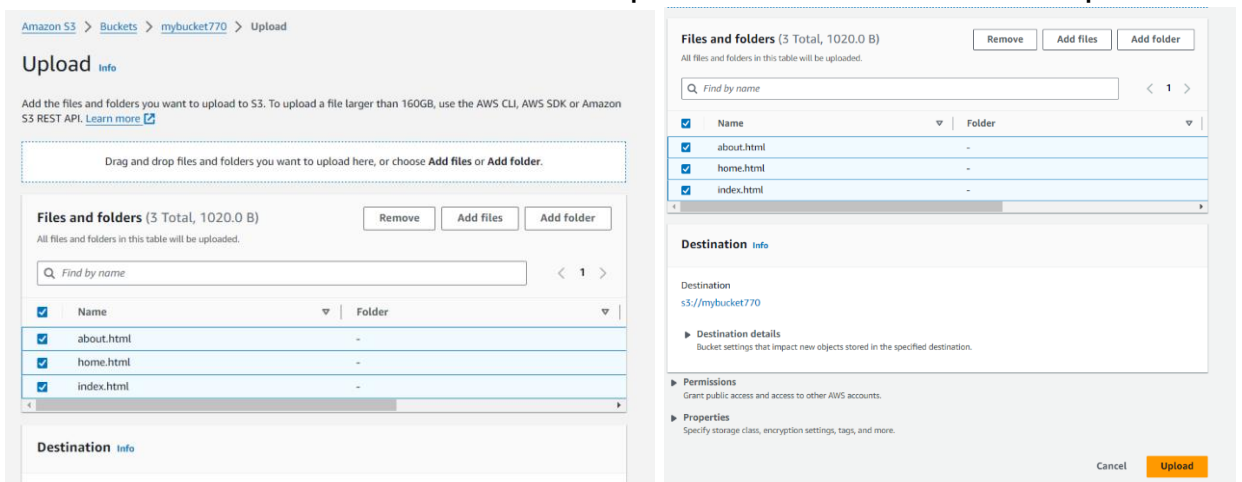 Amazon S3 > Buckets > mybucket770 > Upload
Upload Info
Add the files and folders you want to upload to S3. To upload a file larger than 160GB, use the AWS CLI, AWS SDK or Amazon
S3 REST API. Learn more
Drag and drop files and folders you want to upload here, or choose Add files or Add folder.
Files and folders (3 Total, 1020.0 B)
Remove
Add files
Add folder
All files and folders in this table will be uploaded.
Find by name
< 1 >
Name
Folder
about.html -
home.html -
index.html -
Destination Info
Files and folders (3 Total, 1020.0 B)
Remove
Add files
Add folder
All files and folders in this table will be uploaded.
Find by name
< 1 >
Name
Folder
about.html -
home.html -
index.html -
Destination Info
Destination
s3://mybucket770
Destination details
Bucket settings that impact new objects stored in the specified destination.
Permissions
Grant public access and access to other AWS accounts.
Properties
Specify storage class, encryption settings, tags, and more.
Cancel
Upload